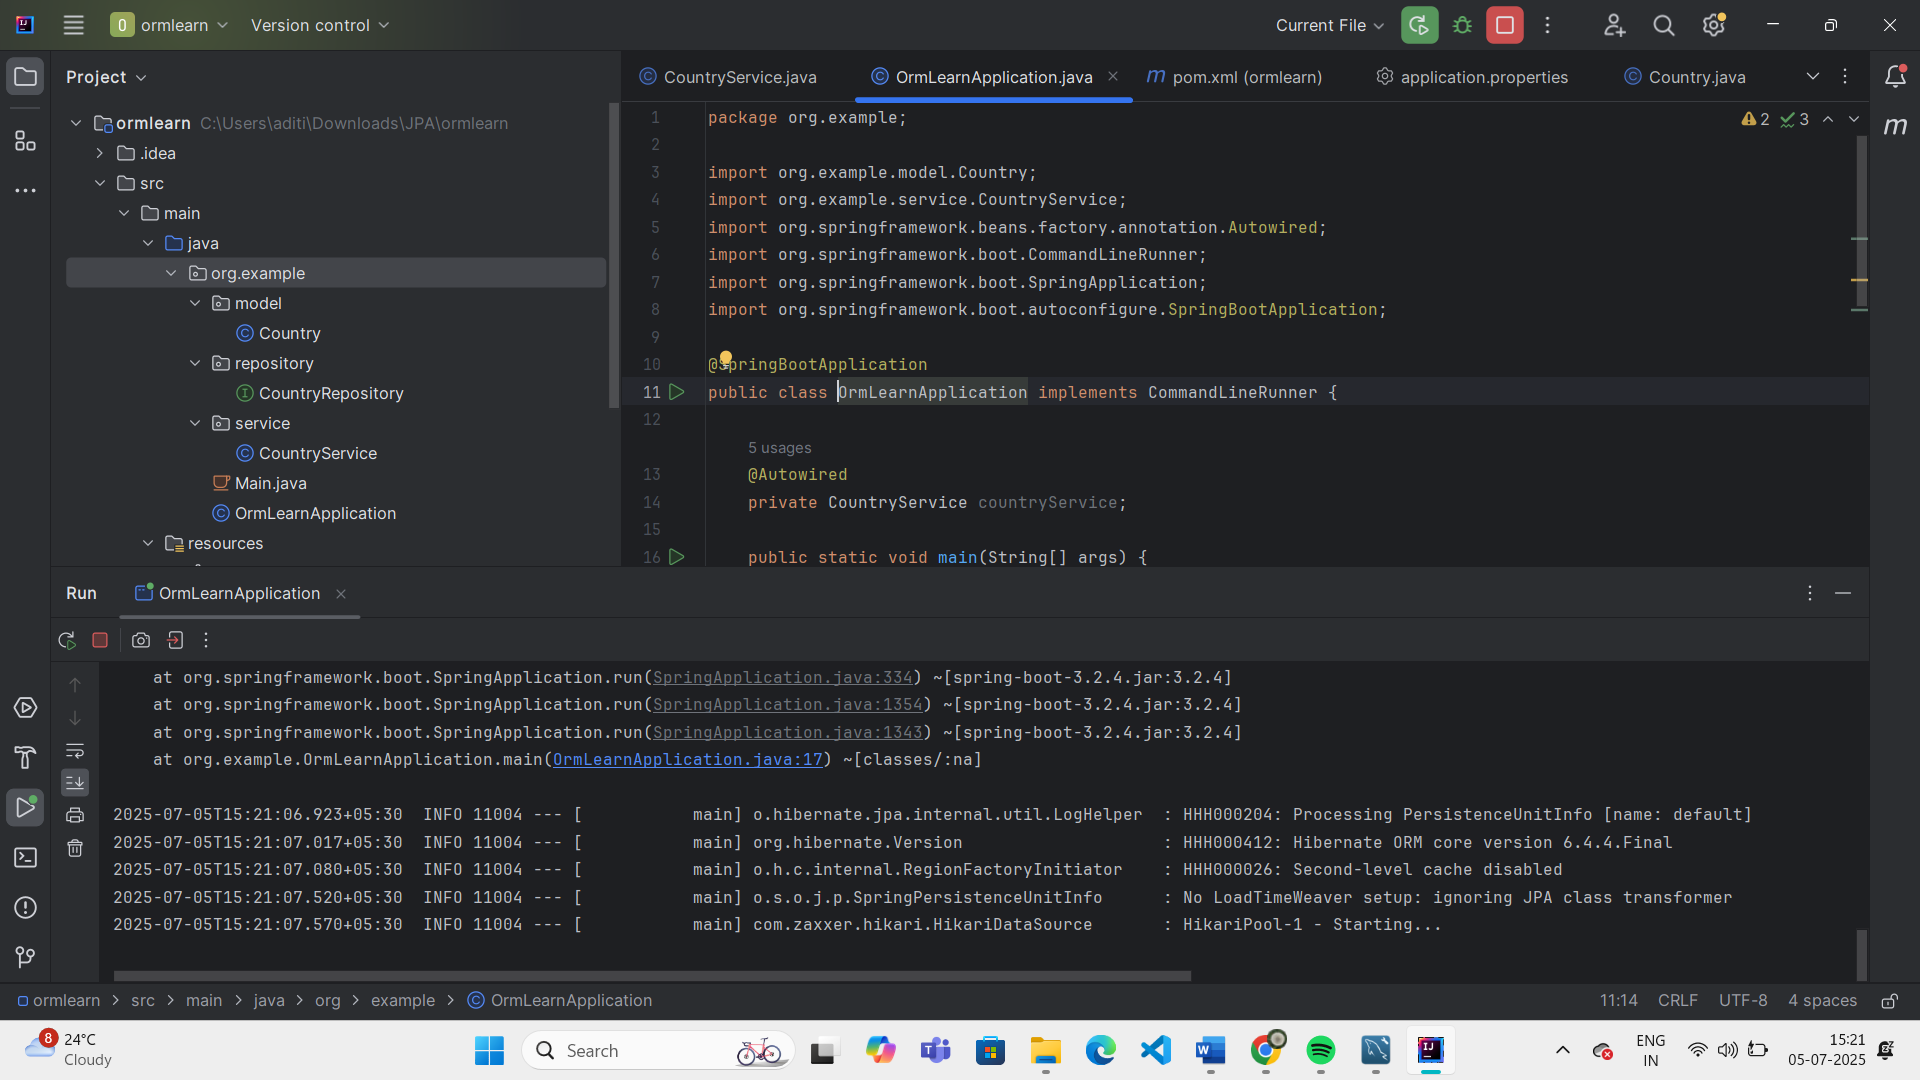 ormlearn
Version control
Current File
Project
CountryService.java
OrmLearnApplication.java
pom.xml (ormlearn)
application.properties
Country.java
ormlearn C:\Users\aditi\Downloads\JPA\ormlearn
.idea
src
main
java
org.example
model
Country
repository
CountryRepository
service
CountryService
Main.java
OrmLearnApplication
resources
2 3
1 package org.example;
2
3 import org.example.model.Country;
4 import org.example.service.CountryService;
5 import org.springframework.beans.factory.annotation.Autowired;
6 import org.springframework.boot.CommandLineRunner;
7 import org.springframework.boot.SpringApplication;
8 import org.springframework.boot.autoconfigure.SpringBootApplication;
9
10 @SpringBootApplication
11 public class OrmLearnApplication implements CommandLineRunner {
12
5 usages
13 @Autowired
14 private CountryService countryService;
15
16 public static void main(String[] args) {
Run
OrmLearnApplication
at org.springframework.boot.SpringApplication.run(SpringApplication.java:334) ~[spring-boot-3.2.4.jar:3.2.4]
at org.springframework.boot.SpringApplication.run(SpringApplication.java:1354) ~[spring-boot-3.2.4.jar:3.2.4]
at org.springframework.boot.SpringApplication.run(SpringApplication.java:1343) ~[spring-boot-3.2.4.jar:3.2.4]
at org.example.OrmLearnApplication.main(OrmLearnApplication.java:17) ~[classes/:na]
2025-07-05T15:21:06.923+05:30 INFO 11004 --- [ main] o.hibernate.jpa.internal.util.LogHelper : HHH000204: Processing PersistenceUnitInfo [name: default]
2025-07-05T15:21:07.017+05:30 INFO 11004 --- [ main] org.hibernate.Version : HHH000412: Hibernate ORM core version 6.4.4.Final
2025-07-05T15:21:07.080+05:30 INFO 11004 --- [ main] o.h.c.internal.RegionFactoryInitiator : HHH000026: Second-level cache disabled
2025-07-05T15:21:07.520+05:30 INFO 11004 --- [ main] o.s.o.j.p.SpringPersistenceUnitInfo : No LoadTimeWeaver setup: ignoring JPA class transformer
2025-07-05T15:21:07.570+05:30 INFO 11004 --- [ main] com.zaxxer.hikari.HikariDataSource : HikariPool-1 - Starting...
ormlearn > src > main > java > org > example > OrmLearnApplication
11:14 CRLF UTF-8 4 spaces
8
24°C
Cloudy
Search
ENG
IN
15:21
05-07-2025